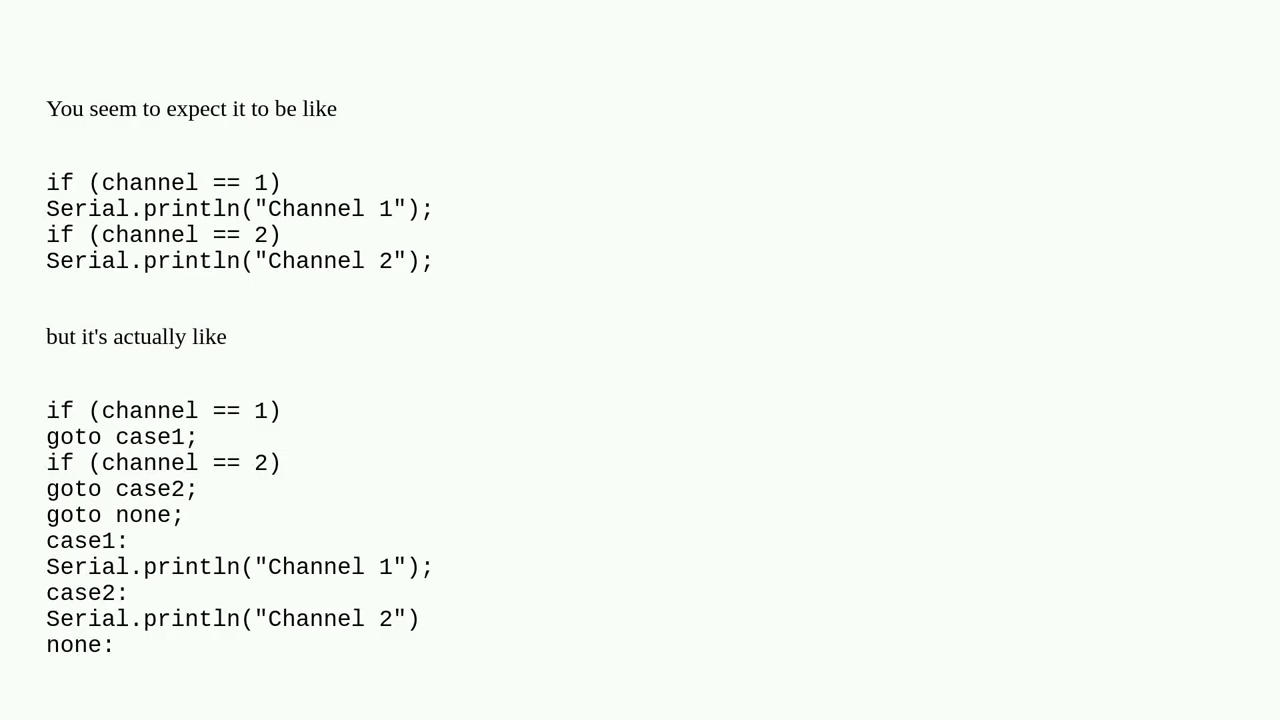 You seem to expect it to be like
if (channel == 1)
Serial.println("Channel 1");
if (channel == 2)
Serial.println("Channel 2");
but it's actually like
if (channel == 1)
goto case1;
if (channel == 2)
goto case2;
goto none;
case1:
Serial.println("Channel 1");
case2:
Serial.println("Channel 2")
none: